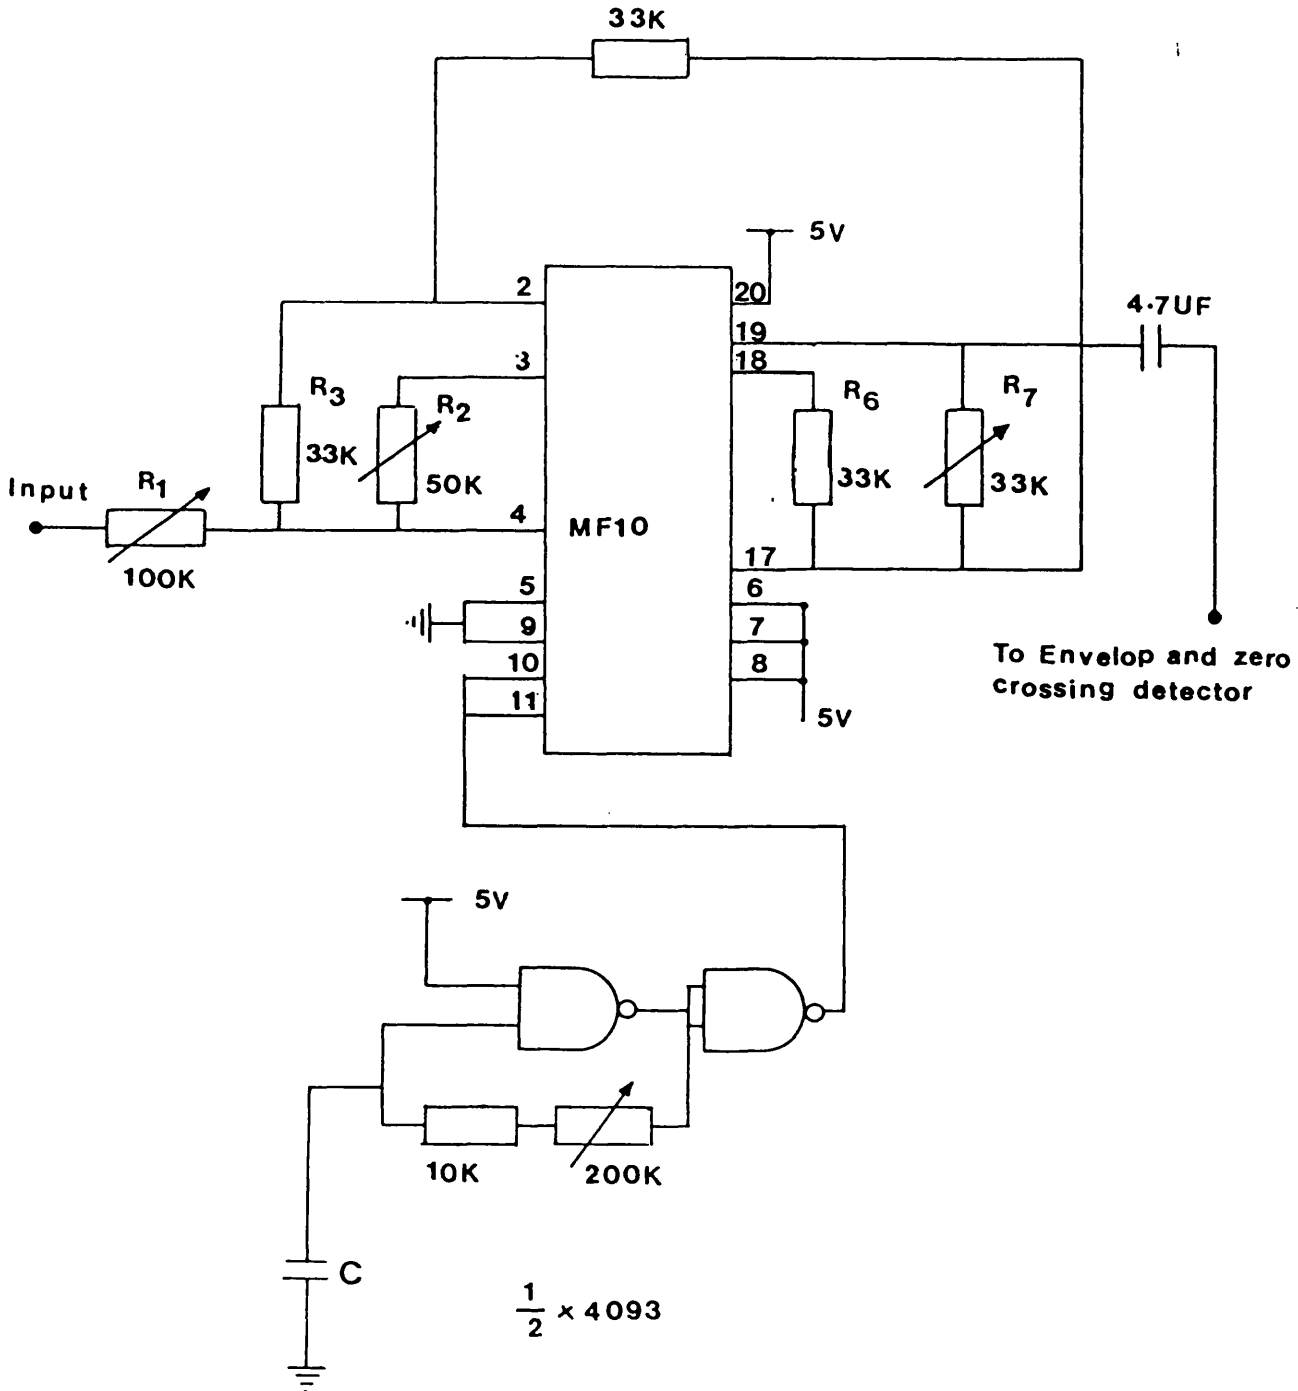 33K
5V
2
20
19
4.7UF
3
18
R3
R2
R6
R7
33K
50K
33K
33K
Input
R1
4
MF10
100K
17
5
6
9
7
10
8
11
5V
To Envelop and zero
crossing detector
5V
10K
200K
C
1/2 x 4093